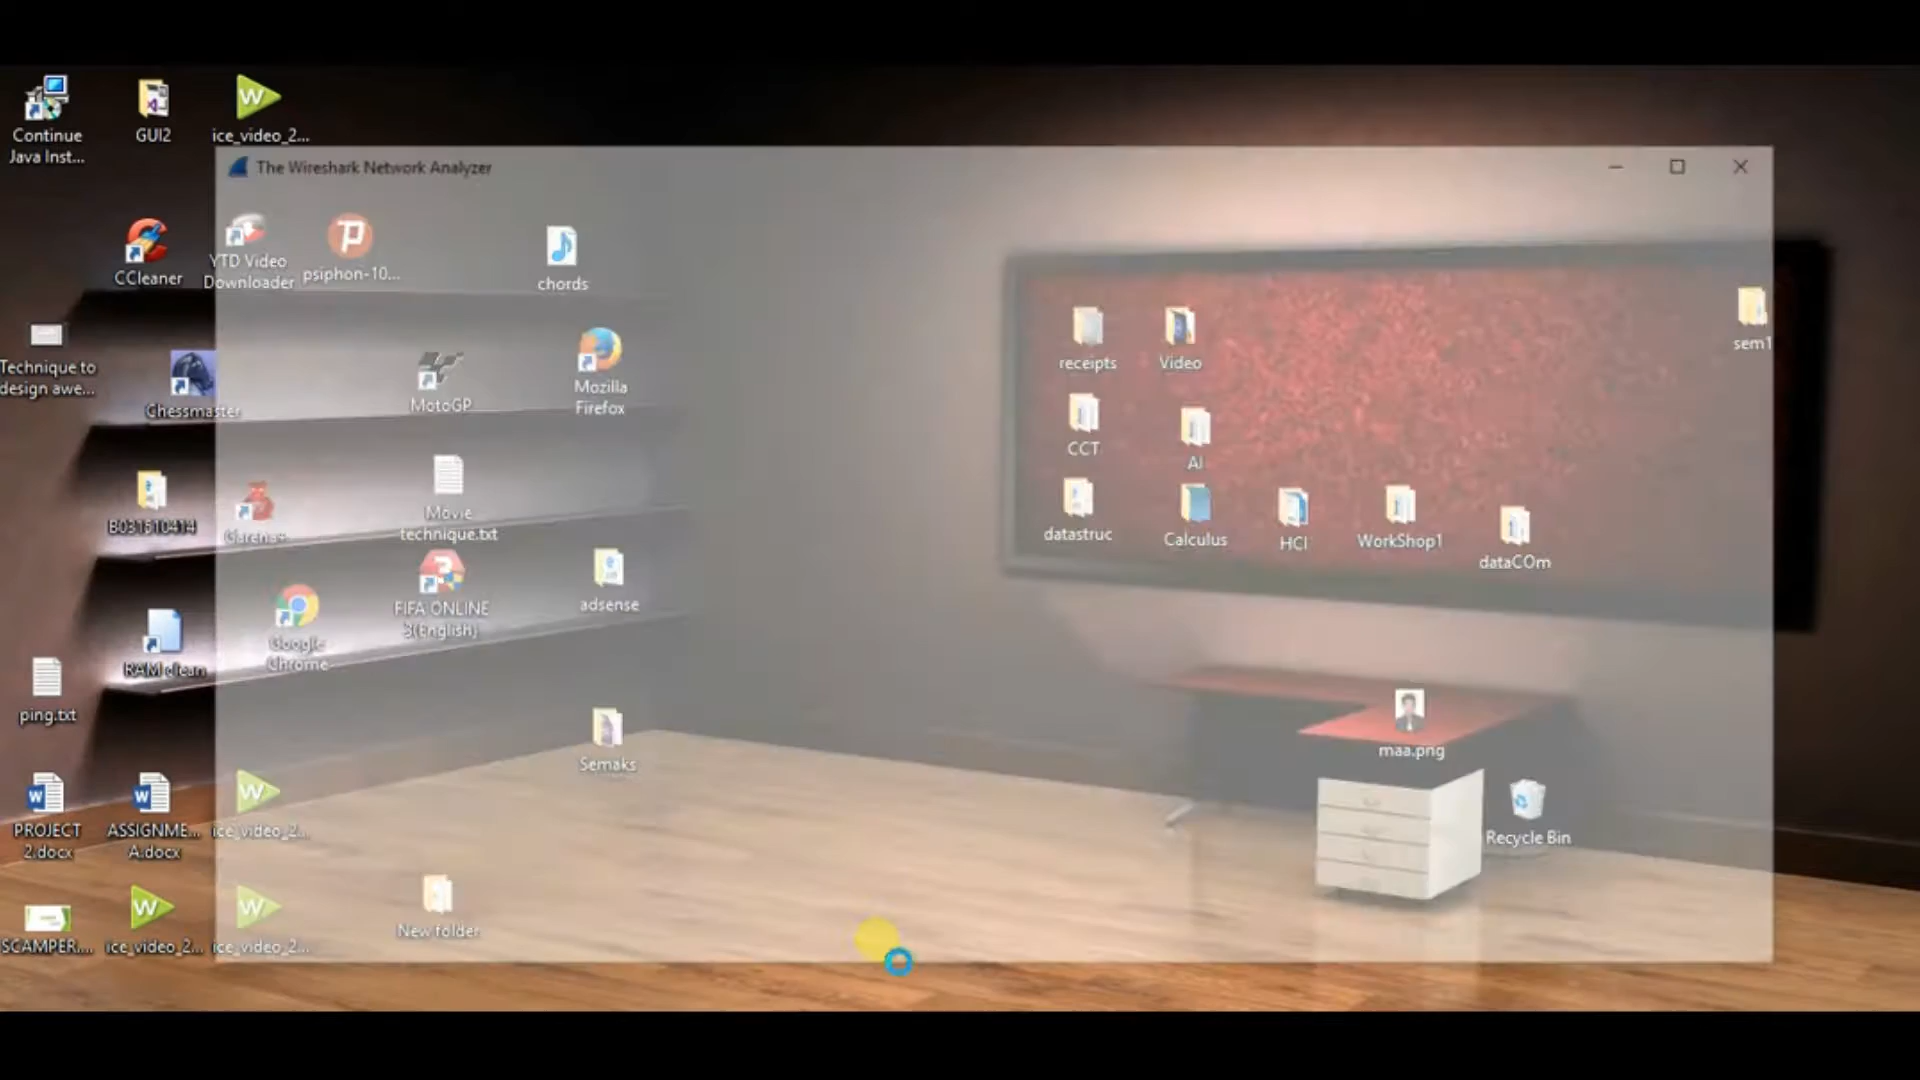 Continue
Java Inst...
GUI2
ice_video_2...
The Wireshark Network Analyzer
CCleaner
YTD Video
Downloader
psiphon-10...
chords
Technique to
design awe...
Chessmaster
MotoGP
Mozilla
Firefox
receipts
Video
sem1
CCT
AI
B031610414
Garena+
Movie
technique.txt
datastruc
Calculus
HCI
WorkShop1
dataCOm
RAM clean
Google
Chrome
FIFA ONLINE
3(English)
adsense
ping.txt
Semaks
maa.png
PROJECT
2.docx
ASSIGNME...
A.docx
ice_video_2...
Recycle Bin
SCAMPER....
ice_video_2...
ice_video_2...
New folder